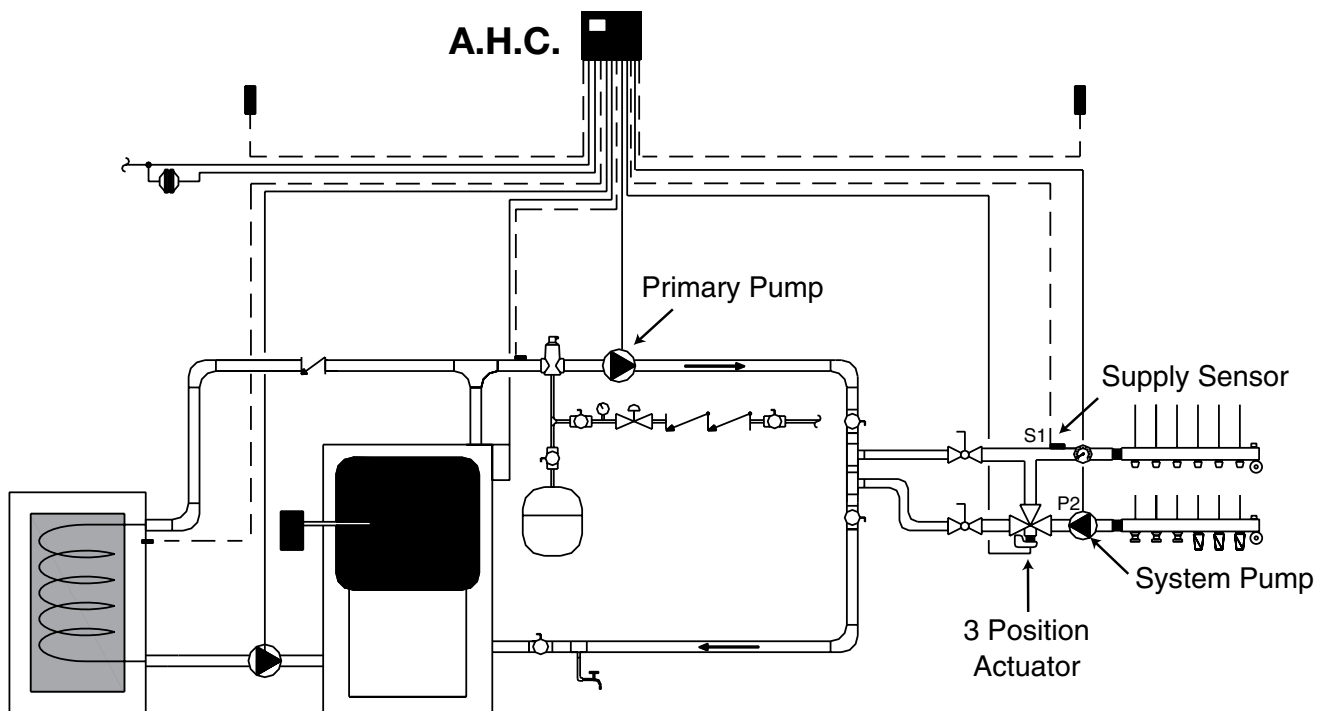 A.H.C.
Primary Pump
Supply Sensor
S1
P2
System Pump
3 Position
Actuator